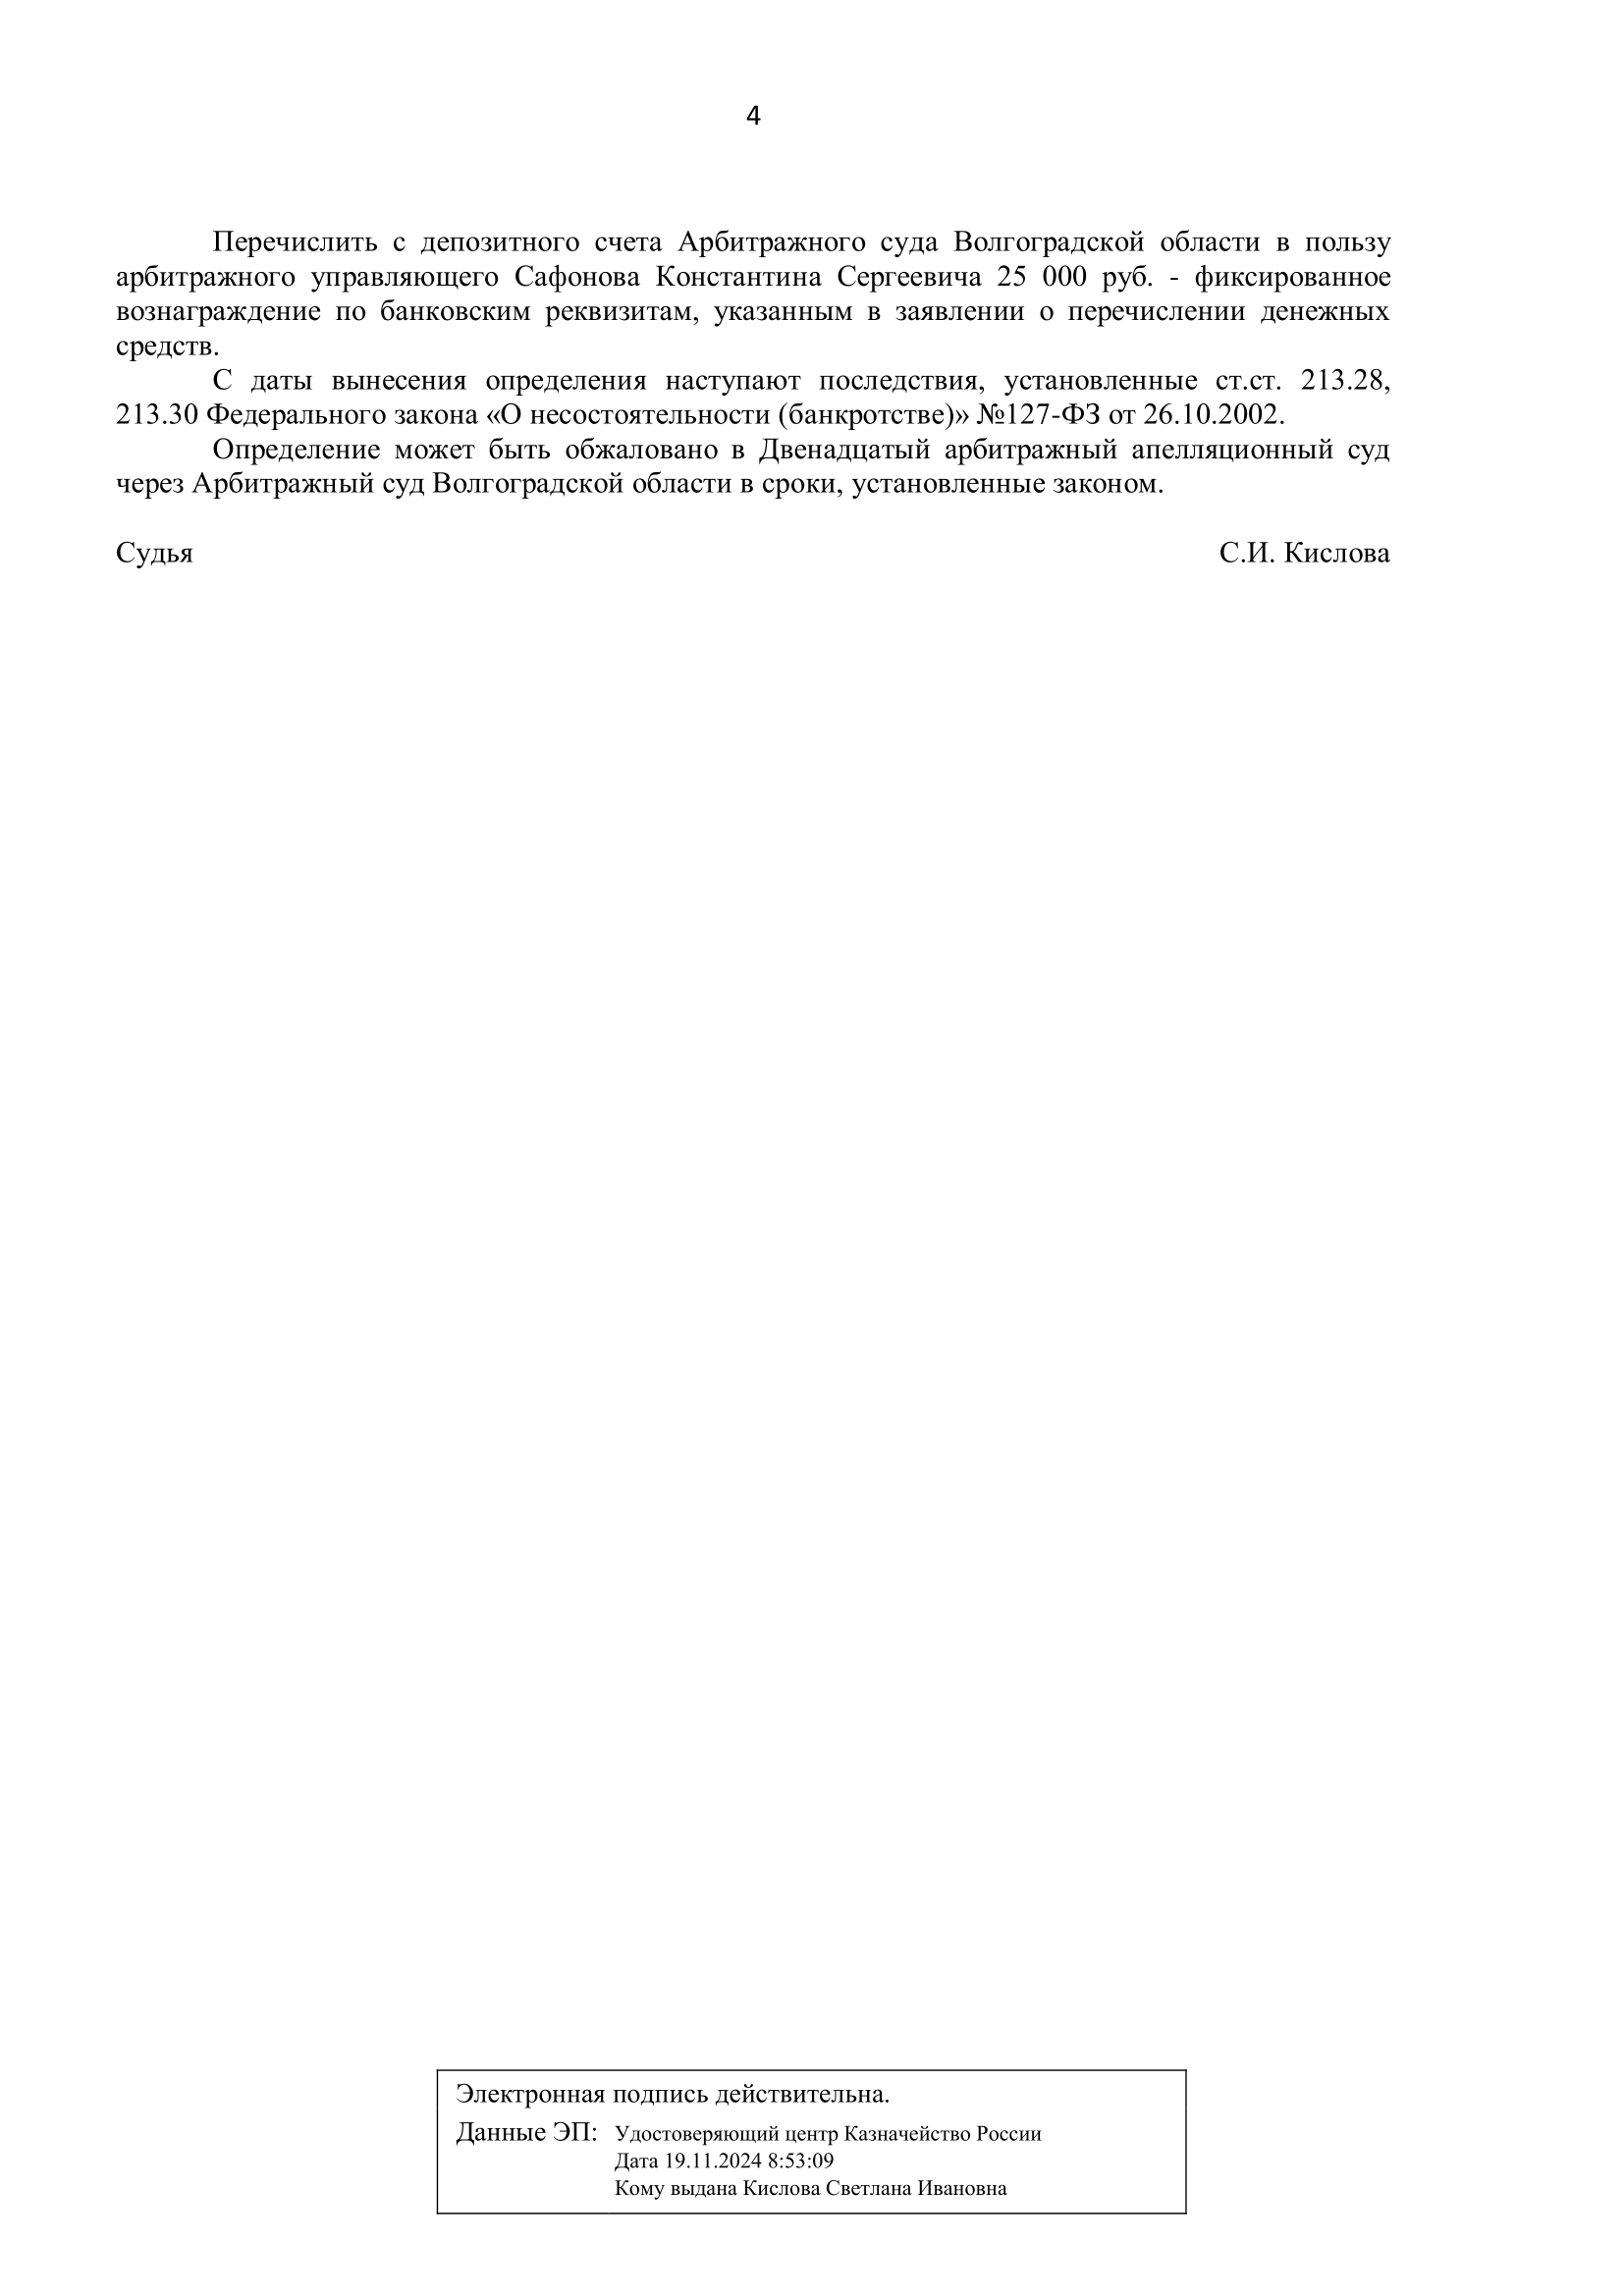 4
Перечислить с депозитного счета Арбитражного суда Волгоградской области в пользу
арбитражного управляющего Сафонова Константина Сергеевича 25 000 руб. - фиксированное
вознаграждение по банковским реквизитам, указанным в заявлении о перечислении денежных
средств.
С даты вынесения определения наступают последствия, установленные ст.ст. 213.28,
213.30 Федерального закона «О несостоятельности (банкротстве)» №127-ФЗ от 26.10.2002.
Определение может быть обжаловано в Двенадцатый арбитражный апелляционный суд
через Арбитражный суд Волгоградской области в сроки, установленные законом.
Судья С.И. Кислова
Электронная подпись действительна.
Данные ЭП: Удостоверяющий центр Казначейство России
Дата 19.11.2024 8:53:09
Кому выдана Кислова Светлана Ивановна